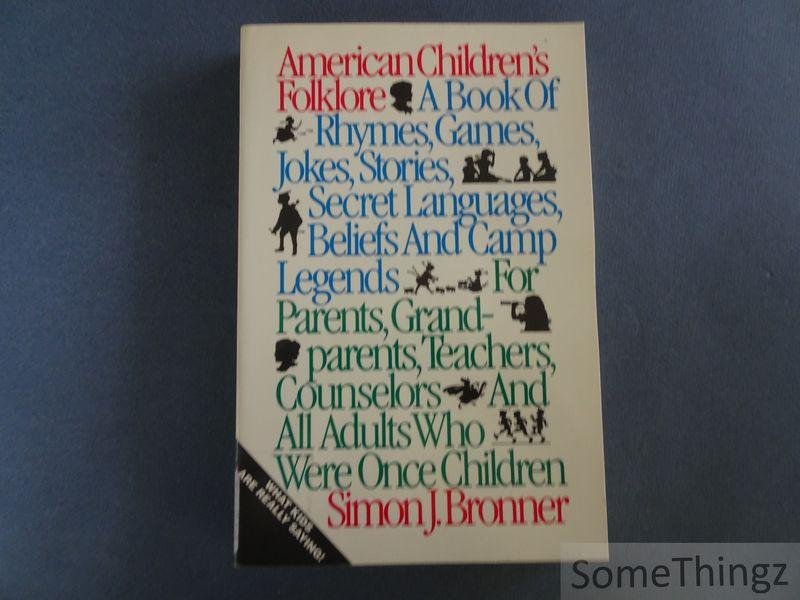 American Children's
Folklore A Book Of
Rhymes, Games,
Jokes, Stories,
Secret Languages,
Beliefs And Camp
Legends For
Parents, Grand-
parents, Teachers,
Counselors And
All Adults Who
Were Once Children
Simon J. Bronner
WHAT KIDS
ARE REALLY SAYING!
SomeThingz